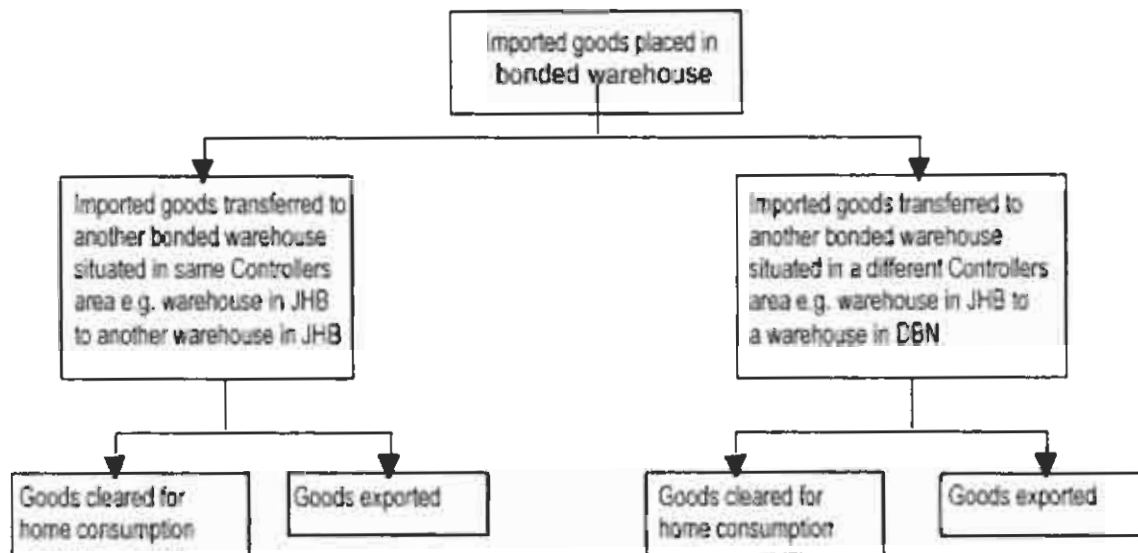 Imported goods placed in
bonded warehouse
Imported goods transferred to
another bonded warehouse
situated in same Controllers
area e.g. warehouse in JHB
to another warehouse in JHB
Imported goods transferred to
another bonded warehouse
situated in a different Controllers
area e.g. warehouse in JHB to
a warehouse in DBN
Goods cleared for
home consumption
Goods exported
Goods cleared for
home consumption
Goods exported